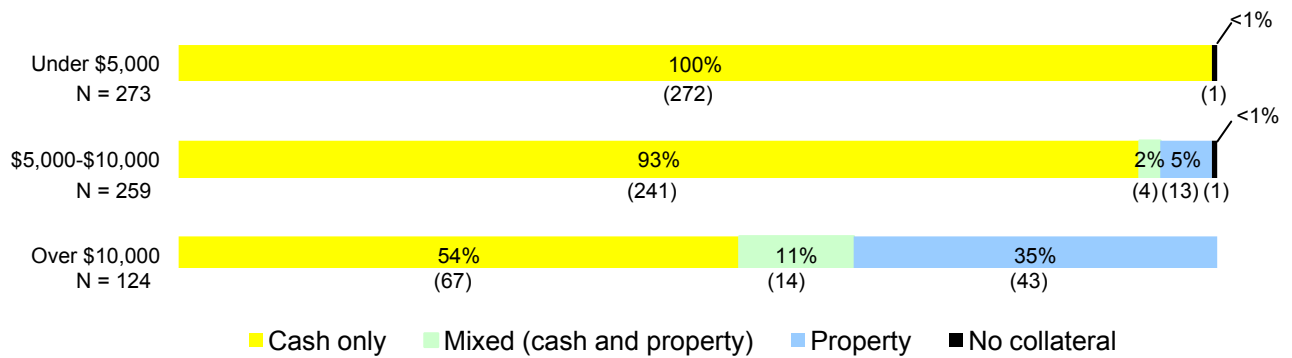 <1%
Under $5,000 100%
N = 273 (272) (1)
<1%
$5,000-$10,000 93% 2% 5%
N = 259 (241) (4) (13) (1)
Over $10,000 54% 11% 35%
N = 124 (67) (14) (43)
Cash only Mixed (cash and property) Property No collateral